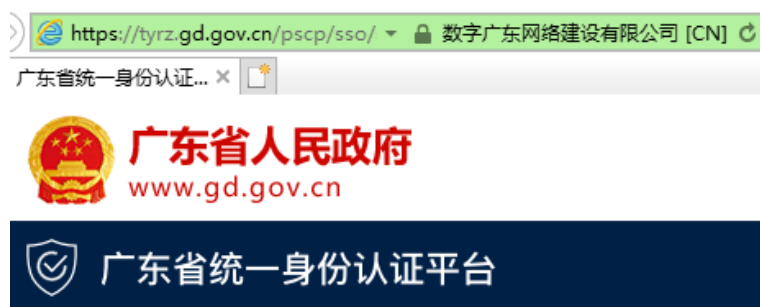 https://tyrz.gd.gov.cn/pscp/sso/ 数字广东网络建设有限公司 [CN]
广东省统一身份认证...
广东省人民政府
www.gd.gov.cn
广东省统一身份认证平台